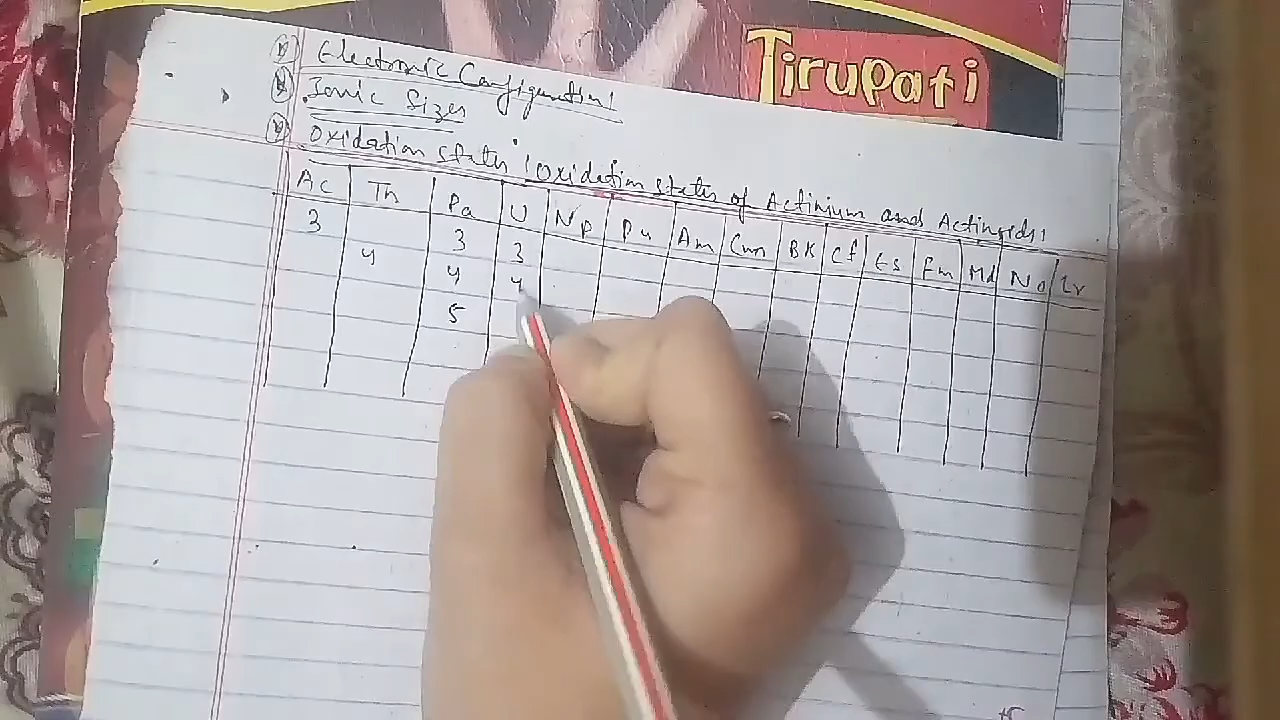 Tirupati
Electronic Configuration!
Ionic Sizes
Oxidation states: Oxidation states of Actinium and Actinoids!
Ac Th Pa U Np Pu Am Cm BK Cf Es Fm Md No Lr
3 3 3
4 4 4
5